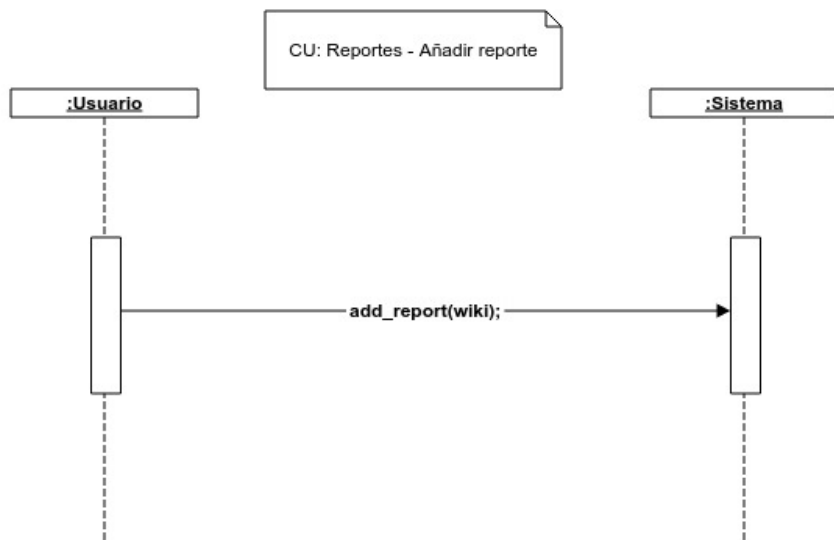 CU: Reportes - Añadir reporte
:Usuario
:Sistema
add_report(wiki);